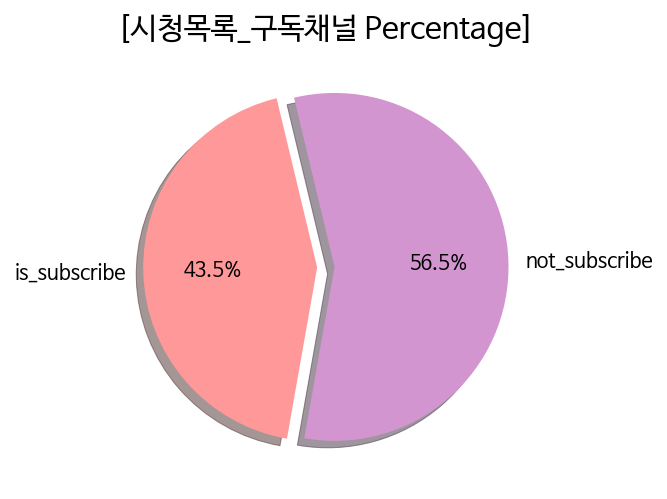 [시청목록_구독채널 Percentage]
is_subscribe
43.5%
56.5%
not_subscribe